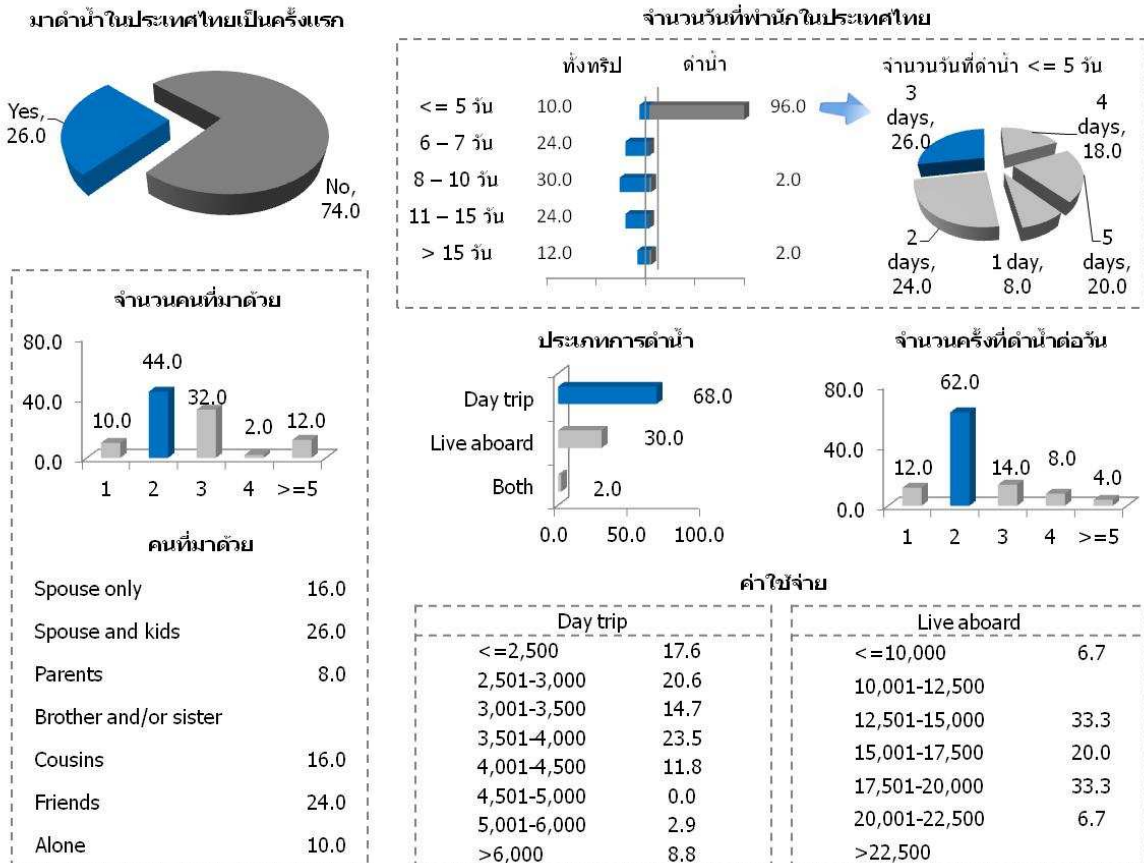 มาดำน้ำในประเทศไทยเป็นครั้งแรก
Yes,
26.0
No,
74.0
จำนวนวันที่พำนักในประเทศไทย
ทั้งทริป ดำน้ำ
<= 5 วัน 10.0 96.0
6 – 7 วัน 24.0
8 – 10 วัน 30.0 2.0
11 – 15 วัน 24.0
> 15 วัน 12.0 2.0
จำนวนวันที่ดำน้ำ <= 5 วัน
3
days,
26.0
4
days,
18.0
2
days,
24.0
1 day,
8.0
5
days,
20.0
จำนวนคนที่มาด้วย
80.0
40.0
0.0
10.0 44.0 32.0 2.0 12.0
1 2 3 4 >=5
คนที่มาด้วย
Spouse only 16.0
Spouse and kids 26.0
Parents 8.0
Brother and/or sister
Cousins 16.0
Friends 24.0
Alone 10.0
ประเภทการดำน้ำ
Day trip 68.0
Live aboard 30.0
Both 2.0
0.0 50.0 100.0
จำนวนครั้งที่ดำน้ำต่อวัน
80.0
40.0
0.0
12.0 62.0 14.0 8.0 4.0
1 2 3 4 >=5
ค่าใช้จ่าย
Day trip
<=2,500 17.6
2,501-3,000 20.6
3,001-3,500 14.7
3,501-4,000 23.5
4,001-4,500 11.8
4,501-5,000 0.0
5,001-6,000 2.9
>6,000 8.8
Live aboard
<=10,000 6.7
10,001-12,500
12,501-15,000 33.3
15,001-17,500 20.0
17,501-20,000 33.3
20,001-22,500 6.7
>22,500